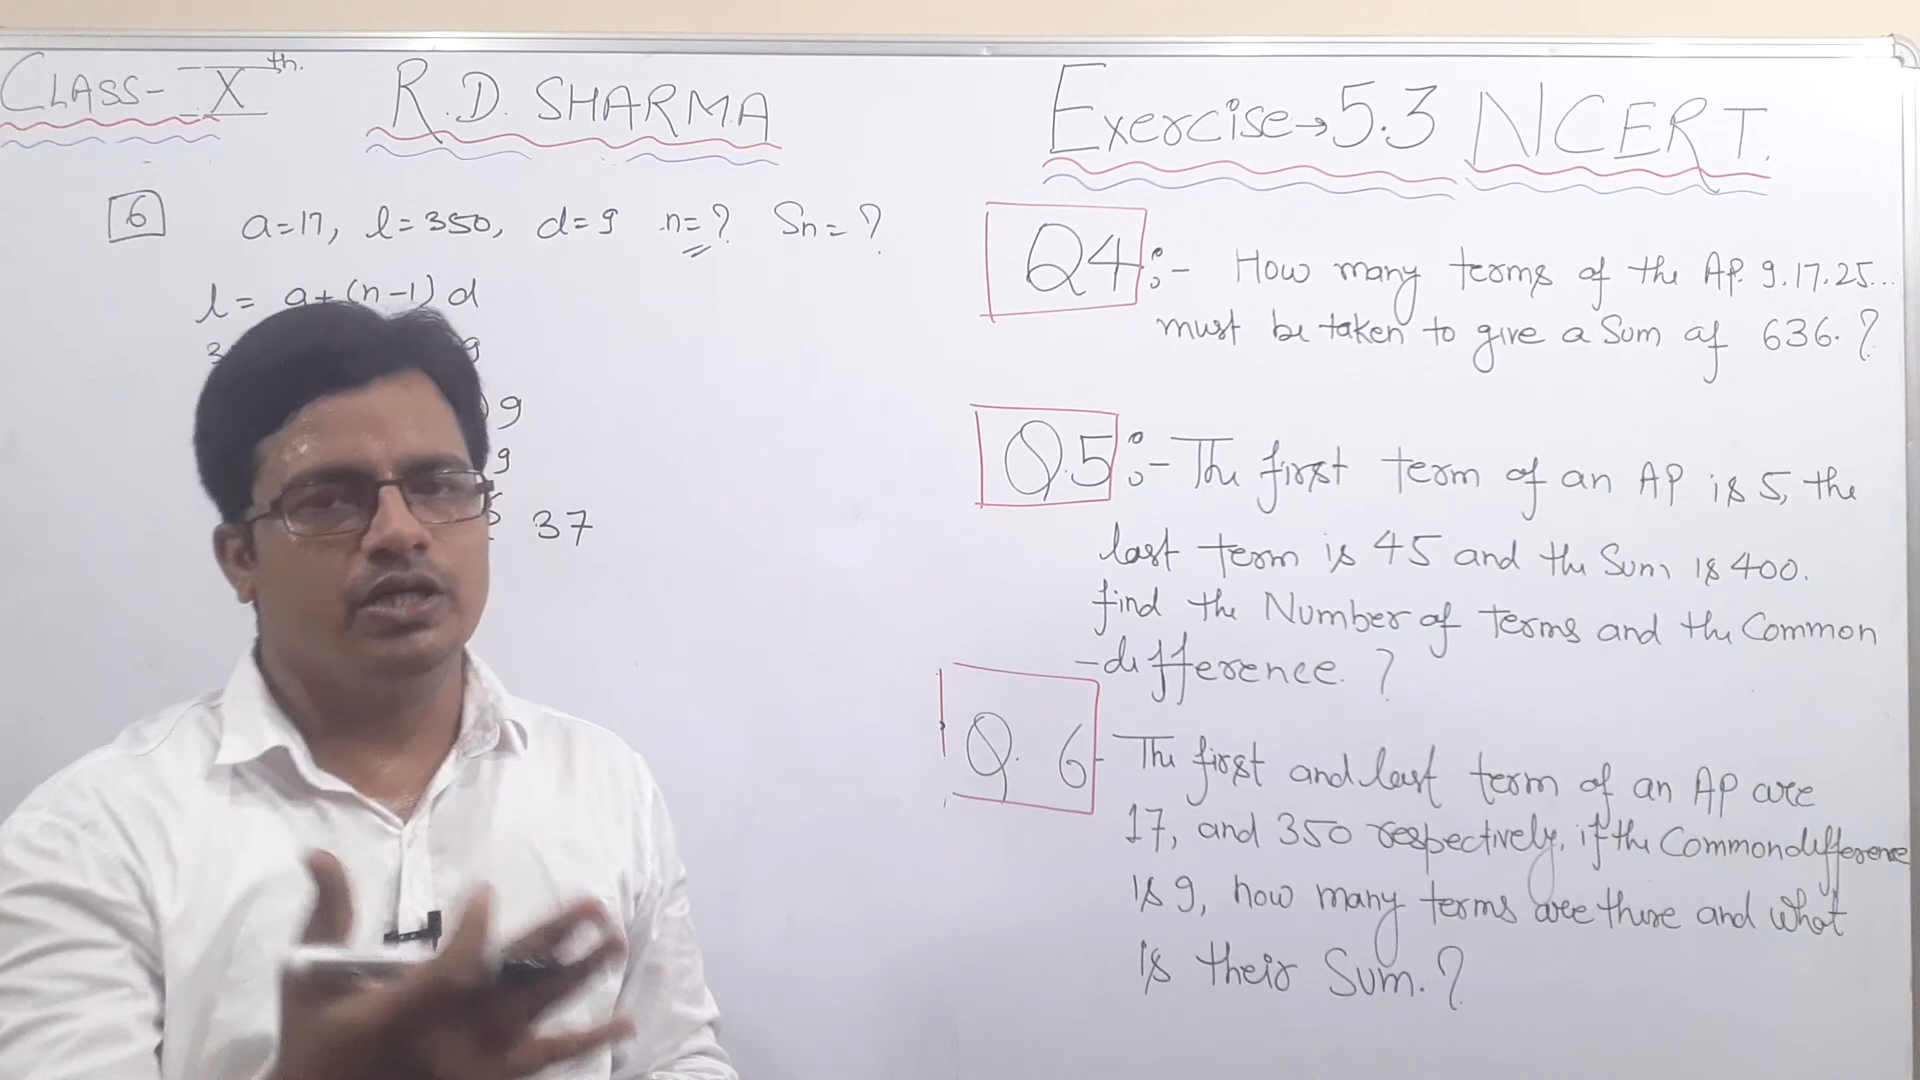 CLASS- Xth.
R.D. SHARMA
6 a=17, l=350, d=9 n=? Sn=?
l= a+(n-1)d
3 9
)9
9
37
Exercise→5.3 NCERT.
Q4:- How many terms of the AP. 9.17.25...
must be taken to give a Sum of 636.?
Q.5:- The first term of an AP is 5, the
last term is 45 and the Sum is 400.
find the Number of terms and the Common
-difference.?
Q. 6- The first and last term of an AP are
17, and 350 respectively, if the Common difference
is 9, how many terms are there and what
is their Sum.?